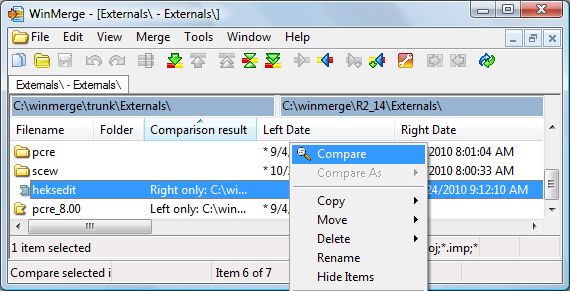 WinMerge - [Externals\ - Externals\]
File Edit View Merge Tools Window Help
Externals\ - Externals\
C:\winmerge\trunk\Externals\ C:\winmerge\R2_14\Externals\
Filename Folder Comparison result Left Date Right Date
pcre * 9/4, 2010 8:01:04 AM
scew * 10/ 2010 8:00:33 AM
heksedit Right only: C:\win... 24/2010 9:12:10 AM
pcre_8.00 Left only: C:\win... * 9/4,
Compare
Compare As
Copy
Move
Delete
Rename
Hide Items
1 item selected oj;*.imp;*
Compare selected i Item 6 of 7